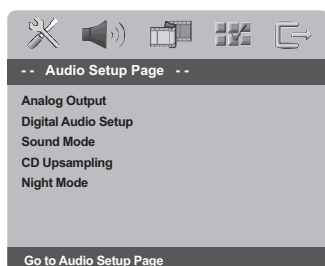 -- Audio Setup Page --
Analog Output
Digital Audio Setup
Sound Mode
CD Upsampling
Night Mode
Go to Audio Setup Page